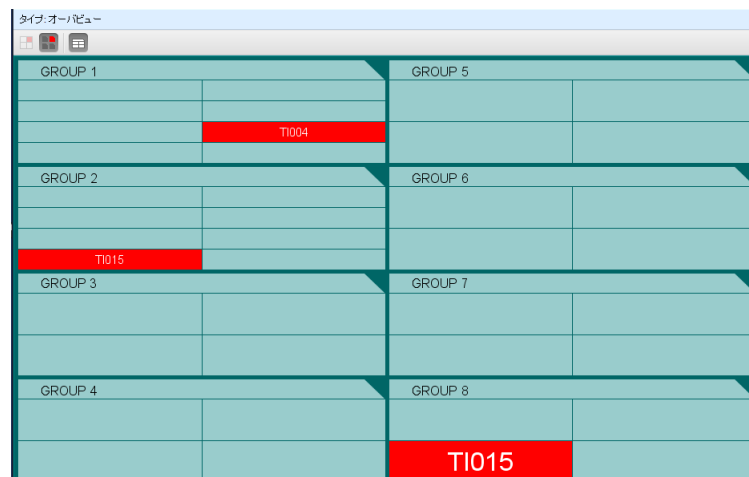 タイプ:オーバビュー
GROUP 1
TI004
GROUP 2
TI015
GROUP 3
GROUP 4
GROUP 5
GROUP 6
GROUP 7
GROUP 8
TI015